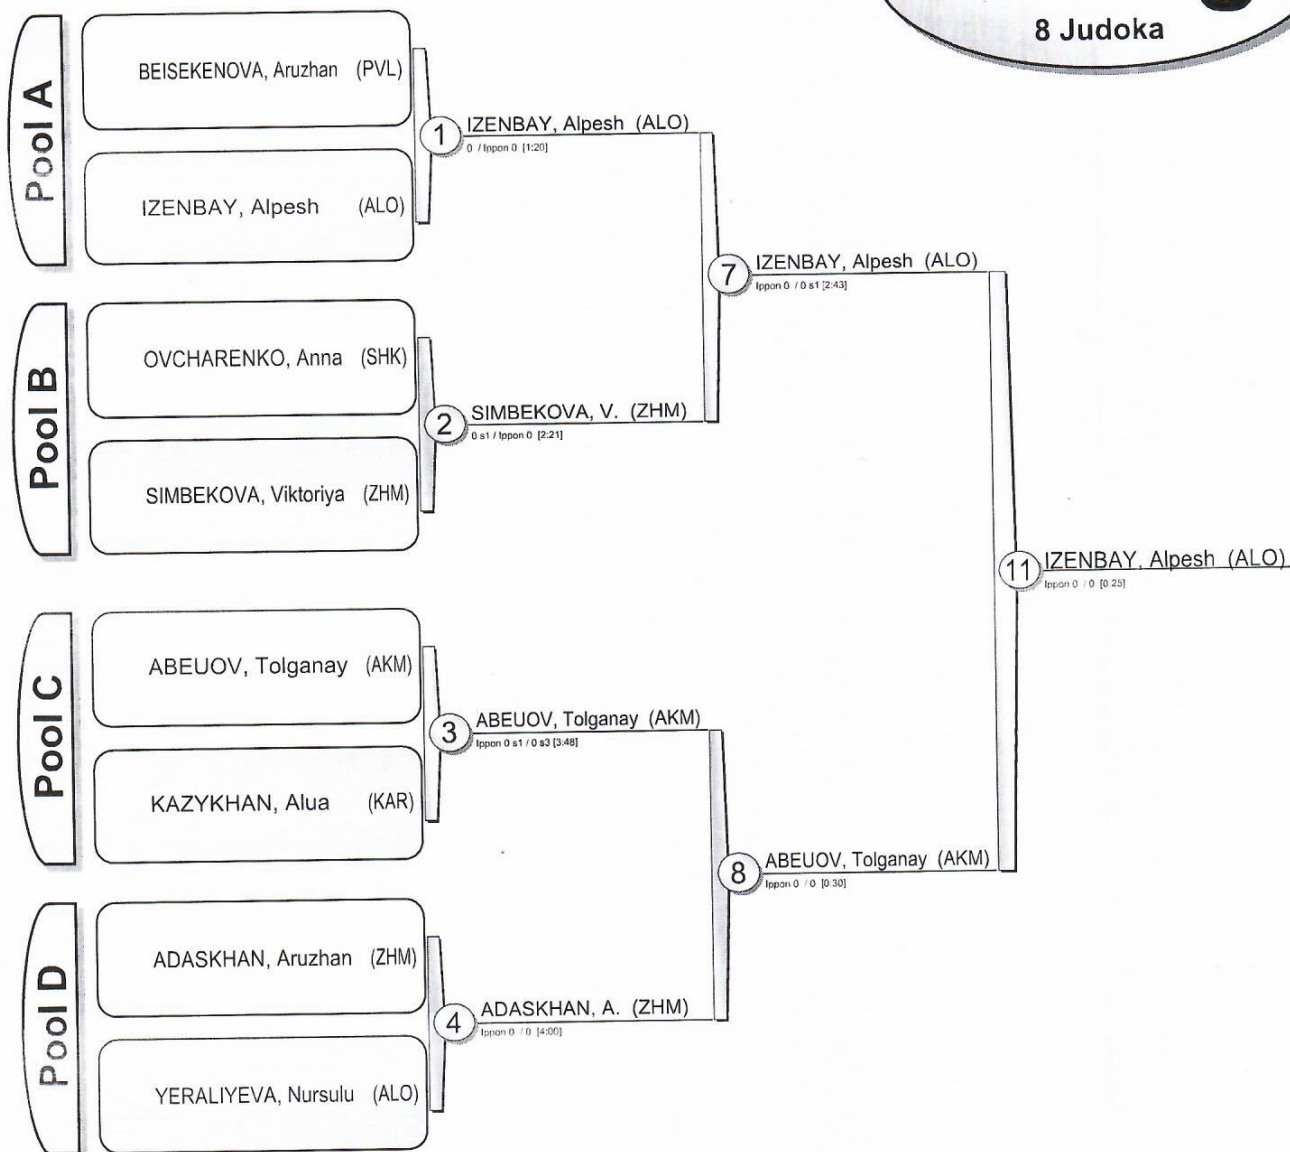 8 Judoka
Pool A
BEISEKENOVA, Aruzhan (PVL)
IZENBAY, Alpesh (ALO)
1 IZENBAY, Alpesh (ALO)
0 / Ippon 0 [1:20]
Pool B
OVCHARENKO, Anna (SHK)
SIMBEKOVA, Viktoriya (ZHM)
2 SIMBEKOVA, V. (ZHM)
0 s1 / Ippon 0 [2:21]
7 IZENBAY, Alpesh (ALO)
Ippon 0 / 0 s1 [2:43]
Pool C
ABEUOV, Tolganay (AKM)
KAZYKHAN, Alua (KAR)
3 ABEUOV, Tolganay (AKM)
Ippon 0 s1 / 0 s3 [3:48]
Pool D
ADASKHAN, Aruzhan (ZHM)
YERALIYEVA, Nursulu (ALO)
4 ADASKHAN, A. (ZHM)
Ippon 0 / 0 [4:00]
8 ABEUOV, Tolganay (AKM)
Ippon 0 / 0 [0:30]
11 IZENBAY, Alpesh (ALO)
Ippon 0 / 0 [0:25]